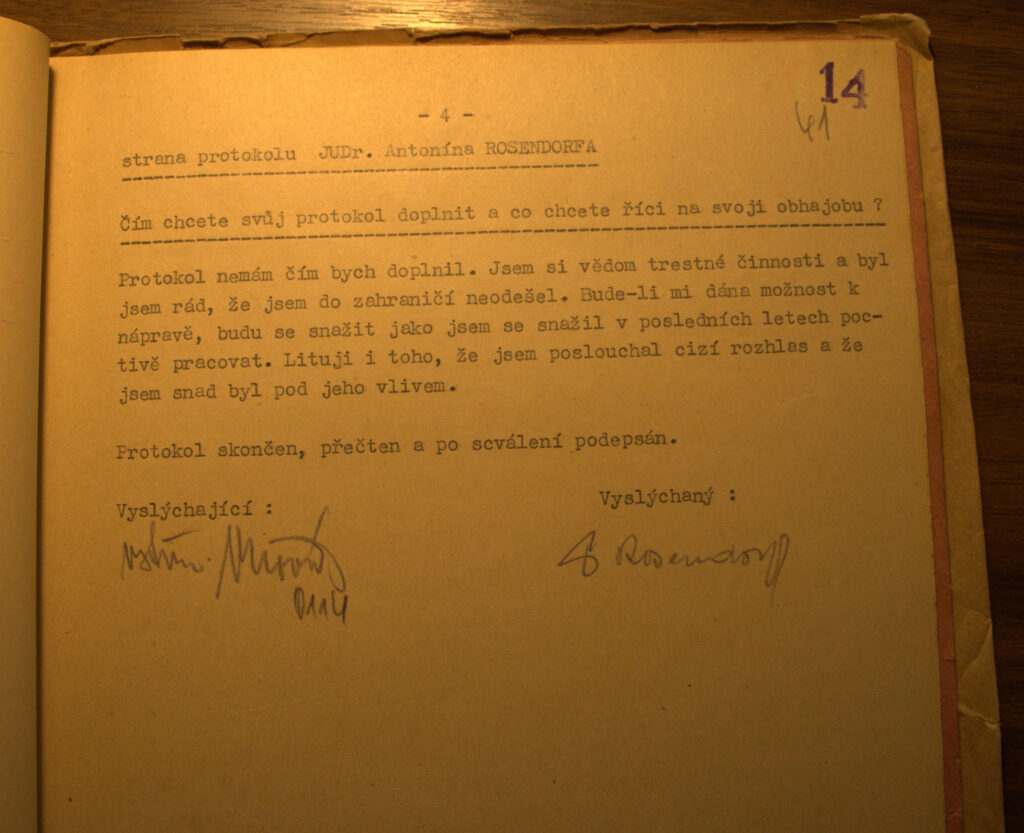 14
41
- 4 -
strana protokolu JUDr. Antonína ROSENDORFA
Čím chcete svůj protokol doplnit a co chcete říci na svoji obhajobu ?
Protokol nemám čím bych doplnil. Jsem si vědom trestné činnosti a byl
jsem rád, že jsem do zahraničí neodešel. Bude-li mi dána možnost k
nápravě, budu se snažit jako jsem se snažil v posledních letech poc-
tivě pracovat. Lituji i toho, že jsem poslouchal cizí rozhlas a že
jsem snad byl pod jeho vlivem.
Protokol skončen, přečten a po scválení podepsán.
Vyslýchající : Vyslýchaný :
Rosendorf